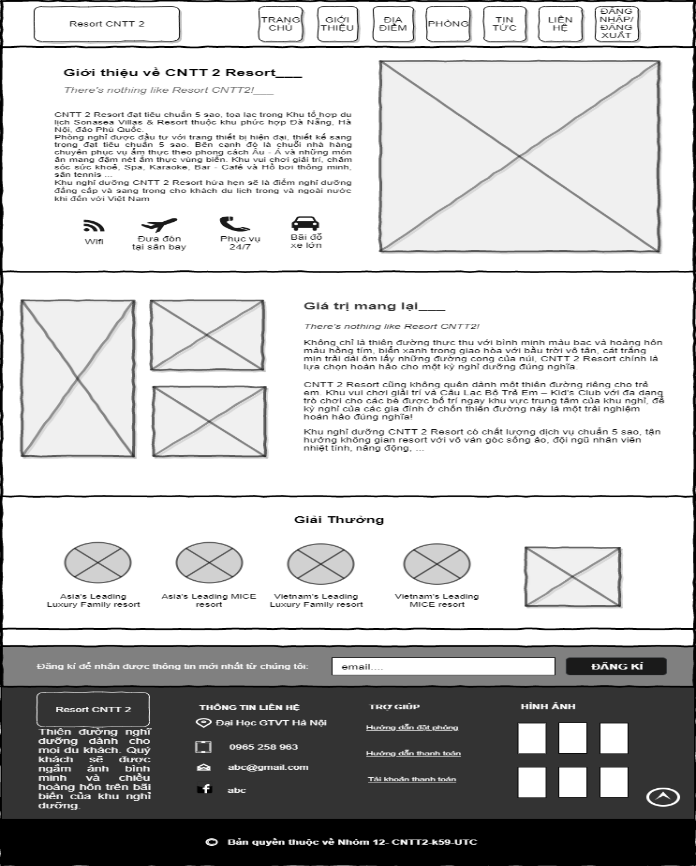 Resort CNTT 2
TRANG
CHỦ
GIỚI
THIỆU
ĐỊA
ĐIỂM
PHÒNG
TIN
TỨC
LIÊN
HỆ
ĐĂNG
NHẬP/
ĐĂNG
XUẤT
Giới thiệu về CNTT 2 Resort___
There's nothing like Resort CNTT2!___
CNTT 2 Resort đạt tiêu chuẩn 5 sao, tọa lạc trong Khu tổ hợp du
lịch Sonasea Villas & Resort thuộc khu phức hợp Đà Nẵng, Hà
Nội, đảo Phú Quốc.
Phòng nghỉ được đầu tư với trang thiết bị hiện đại, thiết kế sang
trọng đạt tiêu chuẩn 5 sao. Bên cạnh đó là chuỗi nhà hàng
chuyên phục vụ ẩm thực theo phong cách Âu - Á và những món
ăn mang đậm nét ẩm thực vùng biển. Khu vui chơi giải trí, chăm
sóc sức khoẻ, Spa, Karaoke, Bar - Café và Hồ bơi thông minh,
sân tennis ...
Khu nghỉ dưỡng CNTT 2 Resort hứa hẹn sẽ là điểm nghỉ dưỡng
đẳng cấp và sang trọng cho khách du lịch trong và ngoài nước
khi đến với Việt Nam
Wifi
Đưa đón
tại sân bay
Phục vụ
24/7
Bãi đỗ
xe lớn
Giá trị mang lại___
There's nothing like Resort CNTT2!
Không chỉ là thiên đường thực thụ với bình minh màu bạc và hoàng hôn
màu hồng tím, biển xanh trong giao hòa với bầu trời vô tận, cát trắng
mịn trải dài ôm lấy những đường cong của núi, CNTT 2 Resort chính là
lựa chọn hoàn hảo cho một kỳ nghỉ dưỡng đúng nghĩa.
CNTT 2 Resort cũng không quên dành một thiên đường riêng cho trẻ
em. Khu vui chơi giải trí và Câu Lạc Bộ Trẻ Em – Kid's Club với đa dạng
trò chơi cho các bé được bố trí ngay khu vực trung tâm của khu nghỉ, để
kỳ nghỉ của các gia đình ở chốn thiên đường này là một trải nghiệm
hoàn hảo đúng nghĩa!
Khu nghỉ dưỡng CNTT 2 Resort có chất lượng dịch vụ chuẩn 5 sao, tận
hưởng không gian resort với vô vàn góc sống ảo, đội ngũ nhân viên
nhiệt tình, năng động, ...
Giải Thưởng
Asia's Leading
Luxury Family resort
Asia's Leading MICE
resort
Vietnam's Leading
Luxury Family resort
Vietnam's Leading
MICE resort
Đăng kí để nhận được thông tin mới nhất từ chúng tôi:
email....
ĐĂNG KÍ
Resort CNTT 2
Thiên đường nghỉ
dưỡng dành cho
mọi du khách. Quý
khách sẽ được
ngắm ánh bình
minh và chiều
hoàng hôn trên bãi
biển của khu nghỉ
dưỡng.
THÔNG TIN LIÊN HỆ
Đại Học GTVT Hà Nội
0965 258 963
abc@gmail.com
abc
TRỢ GIÚP
Hướng dẫn đặt phòng
Hướng dẫn thanh toán
Tài khoản thanh toán
HÌNH ẢNH
© Bản quyền thuộc về Nhóm 12- CNTT2-k59-UTC